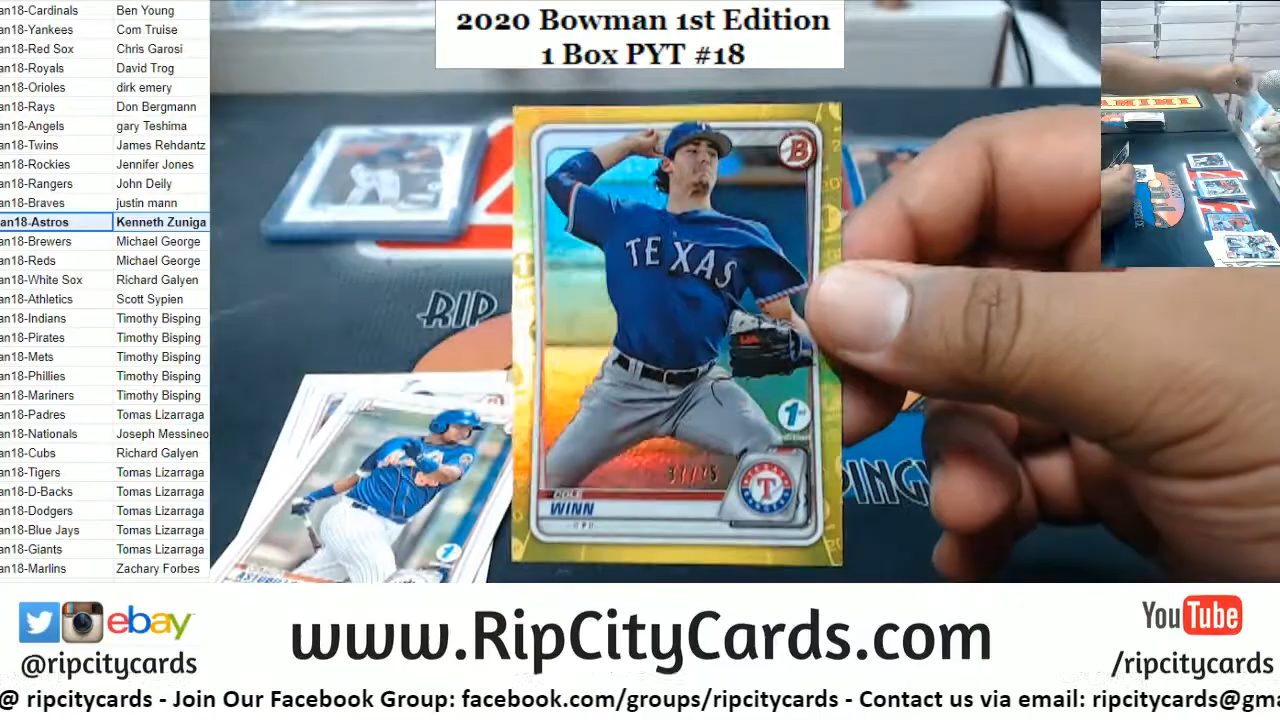 2020 Bowman 1st Edition
1 Box PYT #18
an18-Cardinals Ben Young
an18-Yankees Com Truise
an18-Red Sox Chris Garosi
an18-Royals David Trog
an18-Orioles dirk emery
an18-Rays Don Bergmann
an18-Angels gary Teshima
an18-Twins James Rehdantz
an18-Rockies Jennifer Jones
an18-Rangers John Deily
an18-Braves justin mann
an18-Astros Kenneth Zuniga
an18-Brewers Michael George
an18-Reds Michael George
an18-White Sox Richard Galyen
an18-Athletics Scott Sypien
an18-Indians Timothy Bisping
an18-Pirates Timothy Bisping
an18-Mets Timothy Bisping
an18-Phillies Timothy Bisping
an18-Mariners Timothy Bisping
an18-Padres Tomas Lizarraga
an18-Nationals Joseph Messineo
an18-Cubs Richard Galyen
an18-Tigers Tomas Lizarraga
an18-D-Backs Tomas Lizarraga
an18-Dodgers Tomas Lizarraga
an18-Blue Jays Tomas Lizarraga
an18-Giants Tomas Lizarraga
an18-Marlins Zachary Forbes
B
TEXAS
1st
Edition
COLE
WINN
T
RIP
PANINI
ebay
@ripcitycards
www.RipCityCards.com
YouTube
/ripcitycards
@ ripcitycards - Join Our Facebook Group: facebook.com/groups/ripcitycards - Contact us via email: ripcitycards@gma